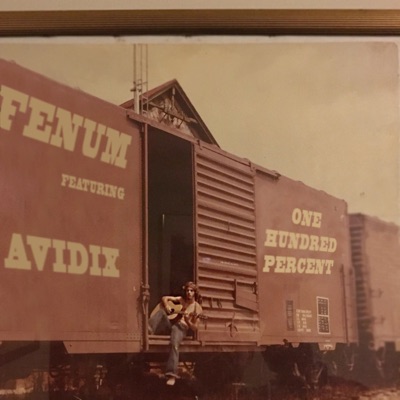 FENUM
FEATURING
AVIDIX
ONE
HUNDRED
PERCENT